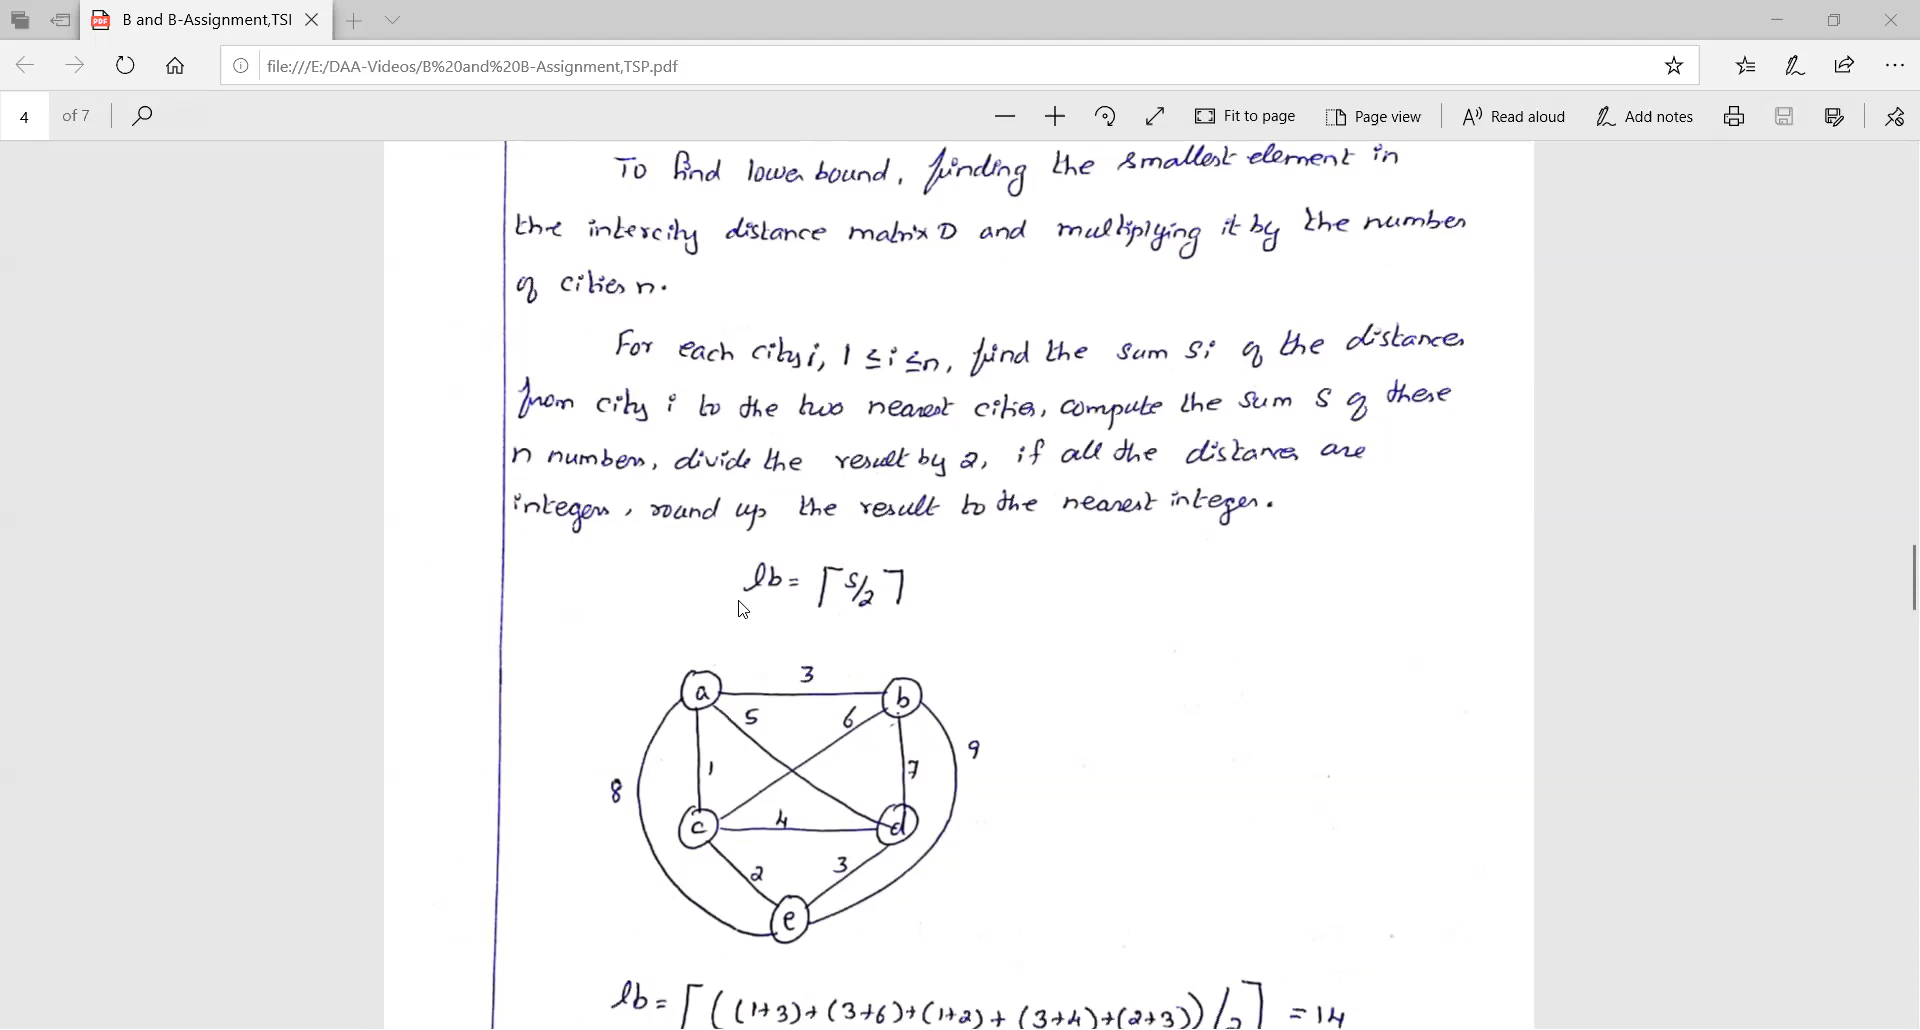 B and B-Assignment,TSI
file:///E:/DAA-Videos/B%20and%20B-Assignment,TSP.pdf
4 of 7
Fit to page
Page view
Read aloud
Add notes
To find lower bound, finding the smallest element in
the intercity distance matrix D and multiplying it by the number
of cities n.
For each city i, 1 ≤ i ≤ n, find the sum si of the distances
from city i to the two nearest cities, compute the sum S of these
n numbers, divide the result by 2, if all the distances are
integers, round up the result to the nearest integer.
lb = ⌈S/2⌉
3
a b
5 6
9
1 7
8
c 4 d
2 3
e
lb = ⌈((1+3)+(3+6)+(1+2)+(3+4)+(2+3))/2⌉ = 14